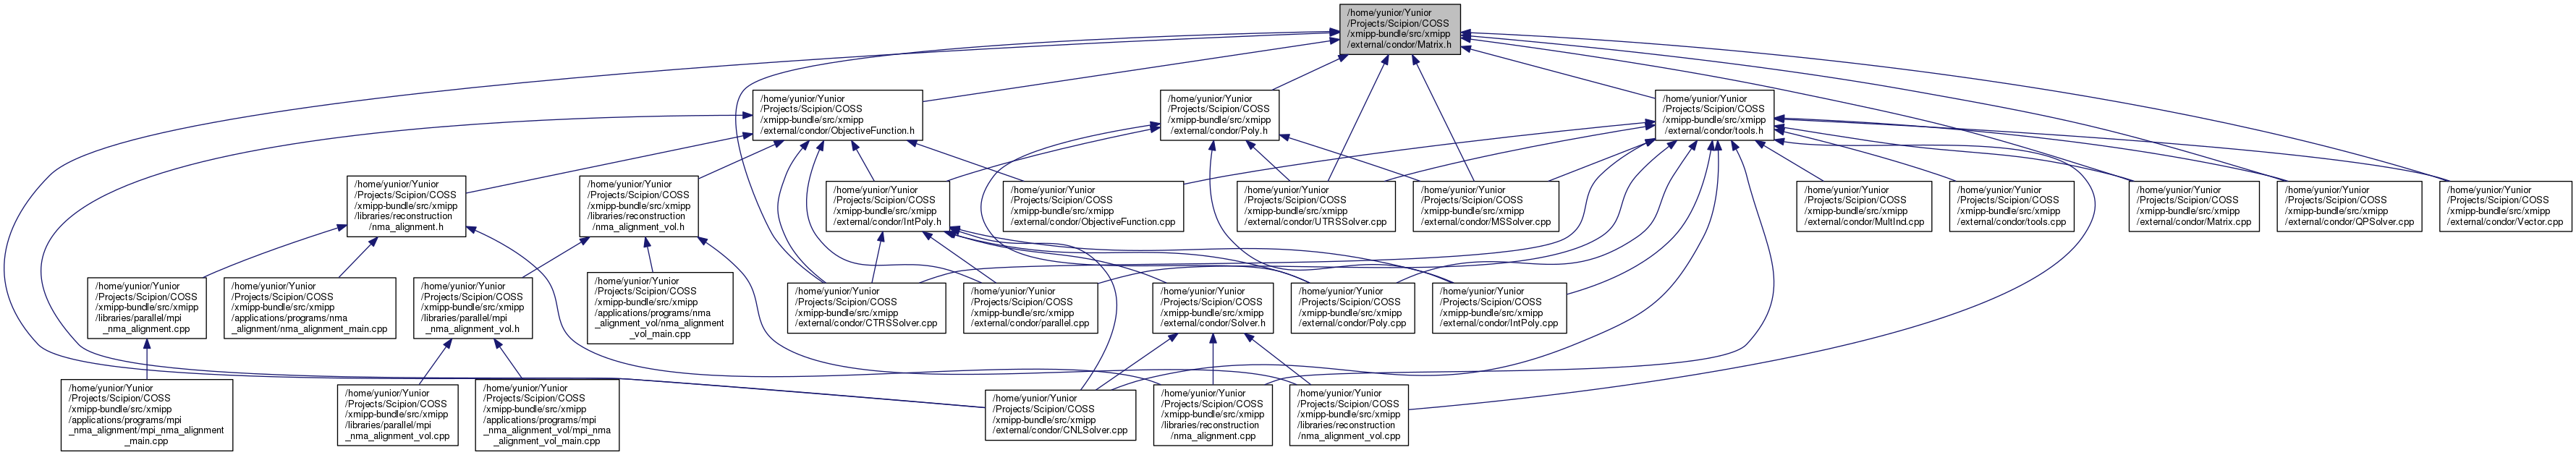 /home/yunior/Yunior
/Projects/Scipion/COSS
/xmipp-bundle/src/xmipp
/external/condor/Matrix.h
/home/yunior/Yunior
/Projects/Scipion/COSS
/xmipp-bundle/src/xmipp
/external/condor/ObjectiveFunction.h
/home/yunior/Yunior
/Projects/Scipion/COSS
/xmipp-bundle/src/xmipp
/external/condor/Poly.h
/home/yunior/Yunior
/Projects/Scipion/COSS
/xmipp-bundle/src/xmipp
/external/condor/tools.h
/home/yunior/Yunior
/Projects/Scipion/COSS
/xmipp-bundle/src/xmipp
/libraries/reconstruction
/nma_alignment.h
/home/yunior/Yunior
/Projects/Scipion/COSS
/xmipp-bundle/src/xmipp
/libraries/reconstruction
/nma_alignment_vol.h
/home/yunior/Yunior
/Projects/Scipion/COSS
/xmipp-bundle/src/xmipp
/external/condor/IntPoly.h
/home/yunior/Yunior
/Projects/Scipion/COSS
/xmipp-bundle/src/xmipp
/external/condor/ObjectiveFunction.cpp
/home/yunior/Yunior
/Projects/Scipion/COSS
/xmipp-bundle/src/xmipp
/external/condor/UTRSSolver.cpp
/home/yunior/Yunior
/Projects/Scipion/COSS
/xmipp-bundle/src/xmipp
/external/condor/MSSolver.cpp
/home/yunior/Yunior
/Projects/Scipion/COSS
/xmipp-bundle/src/xmipp
/external/condor/MultInd.cpp
/home/yunior/Yunior
/Projects/Scipion/COSS
/xmipp-bundle/src/xmipp
/external/condor/tools.cpp
/home/yunior/Yunior
/Projects/Scipion/COSS
/xmipp-bundle/src/xmipp
/external/condor/Matrix.cpp
/home/yunior/Yunior
/Projects/Scipion/COSS
/xmipp-bundle/src/xmipp
/external/condor/QPSolver.cpp
/home/yunior/Yunior
/Projects/Scipion/COSS
/xmipp-bundle/src/xmipp
/external/condor/Vector.cpp
/home/yunior/Yunior
/Projects/Scipion/COSS
/xmipp-bundle/src/xmipp
/libraries/parallel/mpi
_nma_alignment.cpp
/home/yunior/Yunior
/Projects/Scipion/COSS
/xmipp-bundle/src/xmipp
/applications/programs/nma
_alignment/nma_alignment_main.cpp
/home/yunior/Yunior
/Projects/Scipion/COSS
/xmipp-bundle/src/xmipp
/libraries/parallel/mpi
_nma_alignment_vol.h
/home/yunior/Yunior
/Projects/Scipion/COSS
/xmipp-bundle/src/xmipp
/applications/programs/nma
_alignment_vol/nma_alignment
_vol_main.cpp
/home/yunior/Yunior
/Projects/Scipion/COSS
/xmipp-bundle/src/xmipp
/external/condor/CTRSSolver.cpp
/home/yunior/Yunior
/Projects/Scipion/COSS
/xmipp-bundle/src/xmipp
/external/condor/parallel.cpp
/home/yunior/Yunior
/Projects/Scipion/COSS
/xmipp-bundle/src/xmipp
/external/condor/Solver.h
/home/yunior/Yunior
/Projects/Scipion/COSS
/xmipp-bundle/src/xmipp
/external/condor/Poly.cpp
/home/yunior/Yunior
/Projects/Scipion/COSS
/xmipp-bundle/src/xmipp
/external/condor/IntPoly.cpp
/home/yunior/Yunior
/Projects/Scipion/COSS
/xmipp-bundle/src/xmipp
/applications/programs/mpi
_nma_alignment/mpi_nma_alignment
_main.cpp
/home/yunior/Yunior
/Projects/Scipion/COSS
/xmipp-bundle/src/xmipp
/libraries/parallel/mpi
_nma_alignment_vol.cpp
/home/yunior/Yunior
/Projects/Scipion/COSS
/xmipp-bundle/src/xmipp
/applications/programs/mpi
_nma_alignment_vol/mpi_nma
_alignment_vol_main.cpp
/home/yunior/Yunior
/Projects/Scipion/COSS
/xmipp-bundle/src/xmipp
/external/condor/CNLSolver.cpp
/home/yunior/Yunior
/Projects/Scipion/COSS
/xmipp-bundle/src/xmipp
/libraries/reconstruction
/nma_alignment.cpp
/home/yunior/Yunior
/Projects/Scipion/COSS
/xmipp-bundle/src/xmipp
/libraries/reconstruction
/nma_alignment_vol.cpp